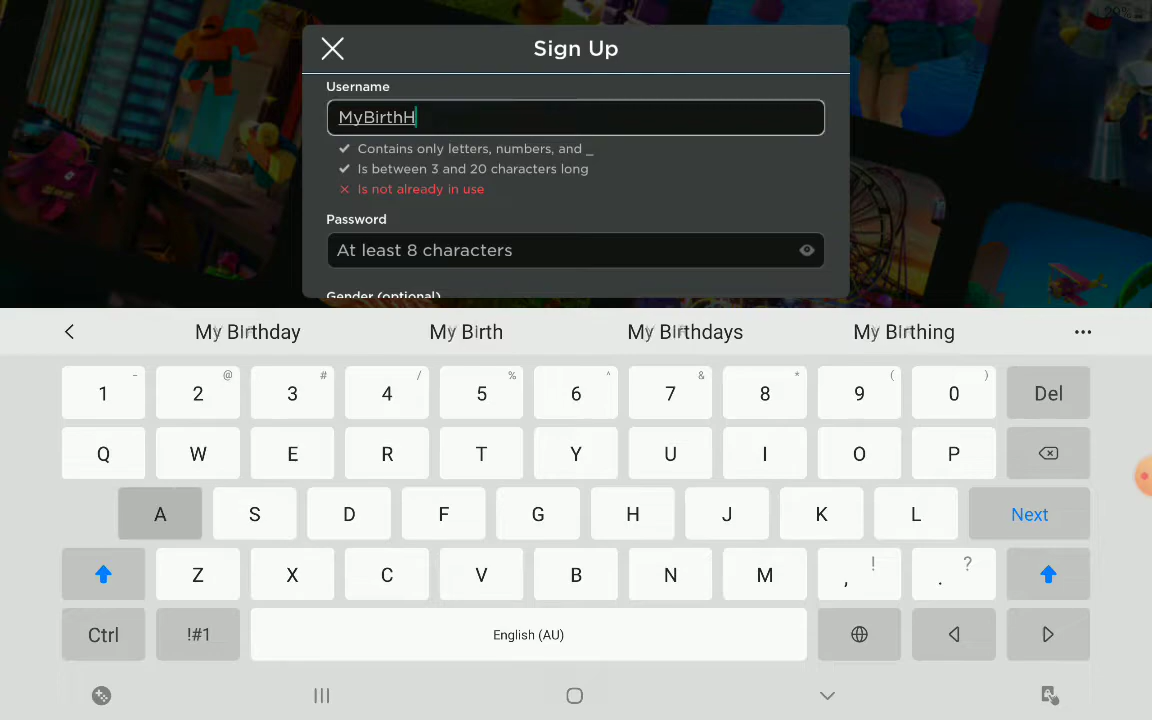 29%
Sign Up
Username
MyBirthH
Contains only letters, numbers, and _
Is between 3 and 20 characters long
Is not already in use
Password
At least 8 characters
Gender (optional)
My Birthday My Birth My Birthdays My Birthing
1 - 2 @ 3 # 4 / 5 % 6 ^ 7 & 8 * 9 ( 0 ) Del
Q W E R T Y U I O P
A S D F G H J K L Next
Z X C V B N M , ! . ?
Ctrl !#1 English (AU)